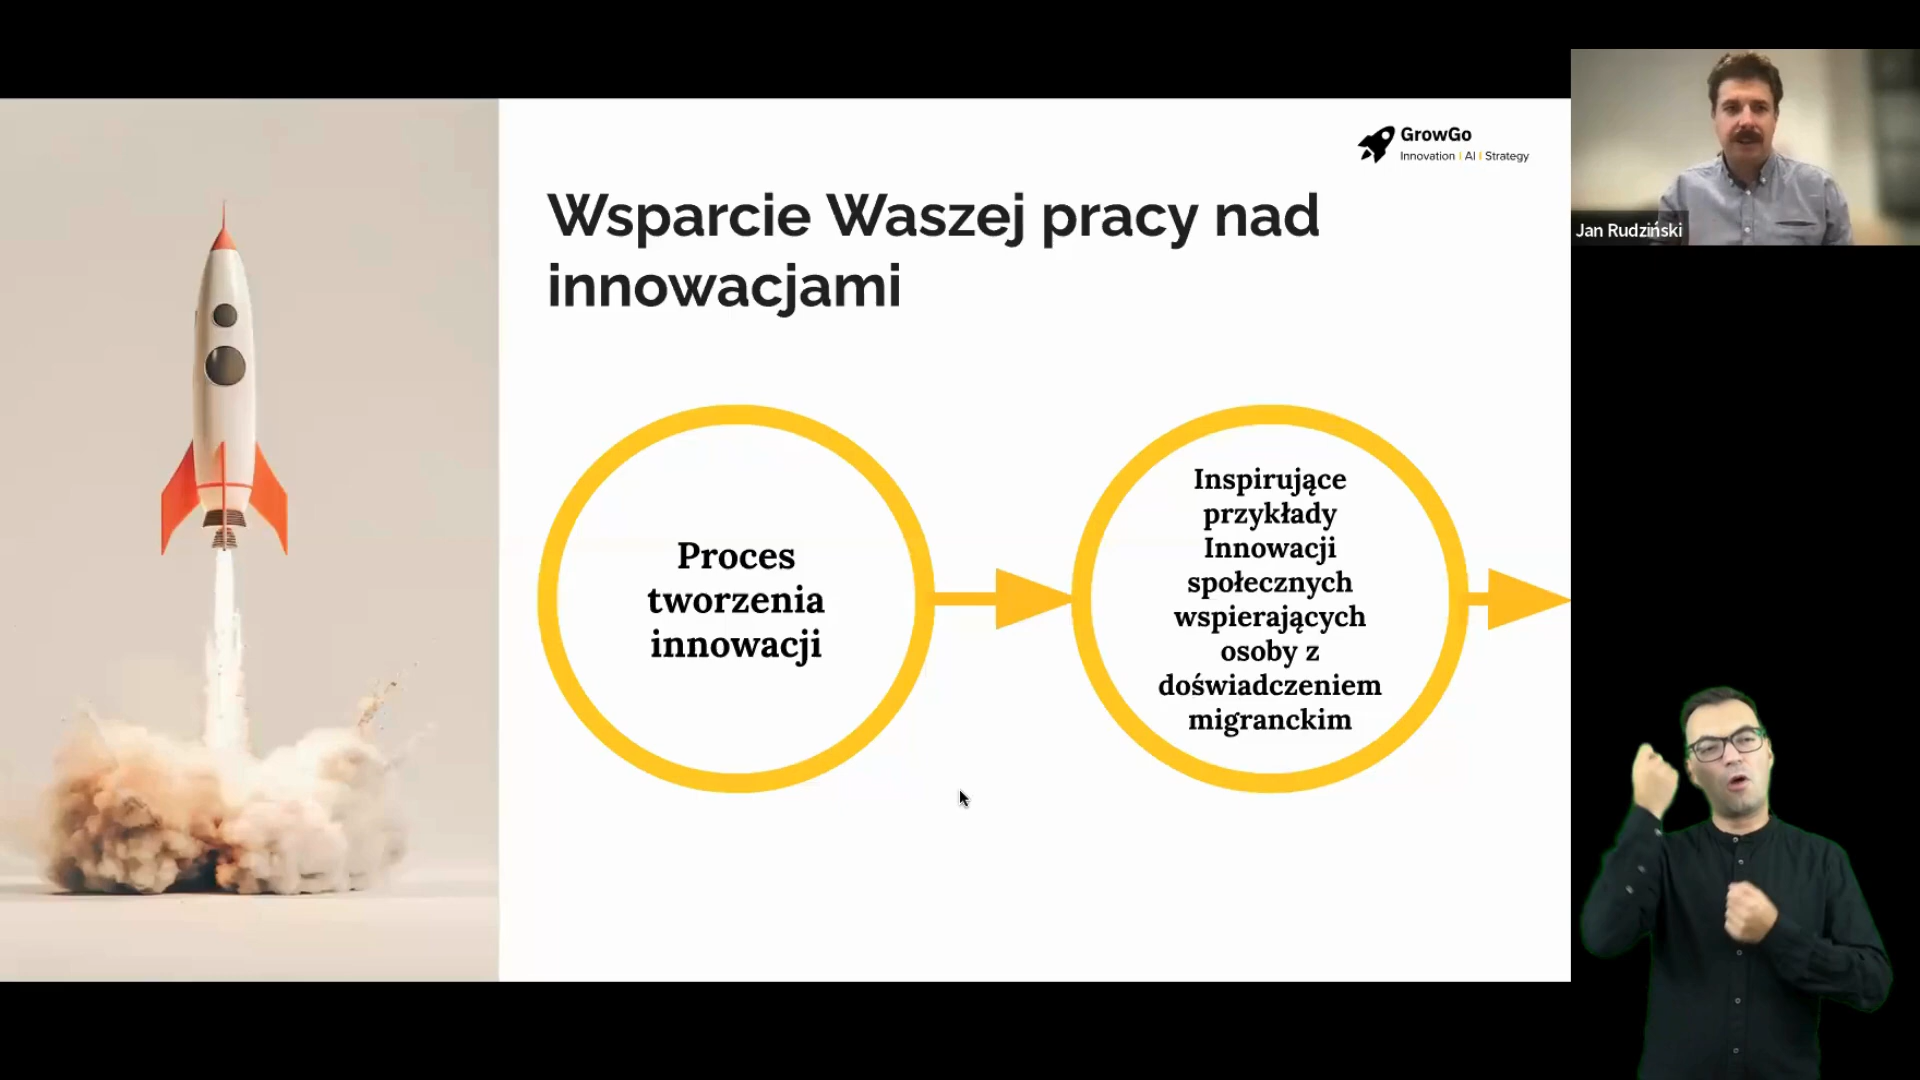 GrowGo
Innovation | AI | Strategy
Wsparcie Waszej pracy nad
innowacjami
Proces
tworzenia
innowacji
Inspirujące
przykłady
Innowacji
społecznych
wspierających
osoby z
doświadczeniem
migranckim
Jan Rudziński